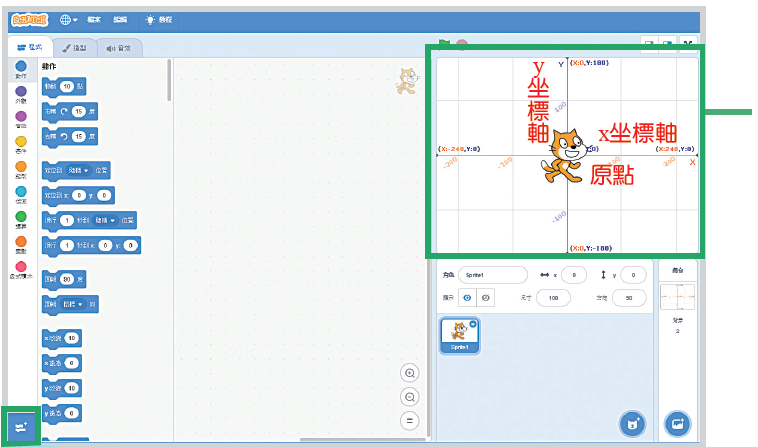 SCRATCH
檔案 編輯 教程
程式 造型 音效
動作
動作
外觀
音效
事件
控制
偵測
運算
變數
函式積木
移動 10 點
右轉 15 度
左轉 15 度
定位到 隨機 位置
定位到 x: 0 y: 0
滑行 1 秒到 隨機 位置
滑行 1 秒到 x: 0 y: 0
面朝 90 度
面朝 鼠標 向
x 改變 10
x 設為 0
y 改變 10
y 設為 0
Y (X:0,Y:180)
y坐標軸
100
x坐標軸
(X:-240,Y:0) (X:240,Y:0)
-200 -100 200 X
原點
-100
(X:0,Y:-180)
角色 Sprite1 x 0 y 0
顯示 尺寸 100 方向 90
Sprite1
舞台
背景
2